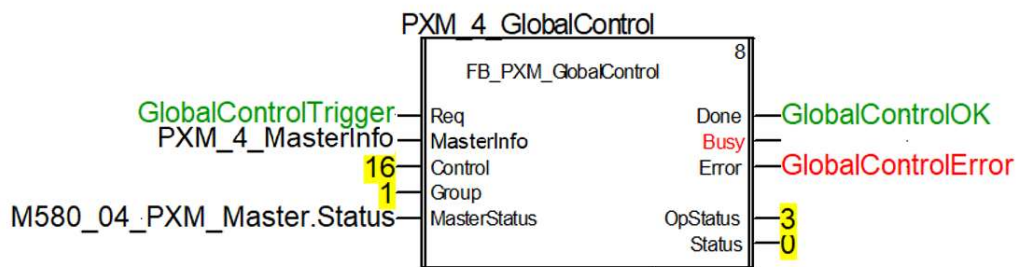 PXM_4_GlobalControl
8
FB_PXM_GlobalControl
GlobalControlTrigger Req Done GlobalControlOK
PXM_4_MasterInfo MasterInfo Busy
16 Control Error GlobalControlError
1 Group
M580_04_PXM_Master.Status MasterStatus OpStatus 3
Status 0